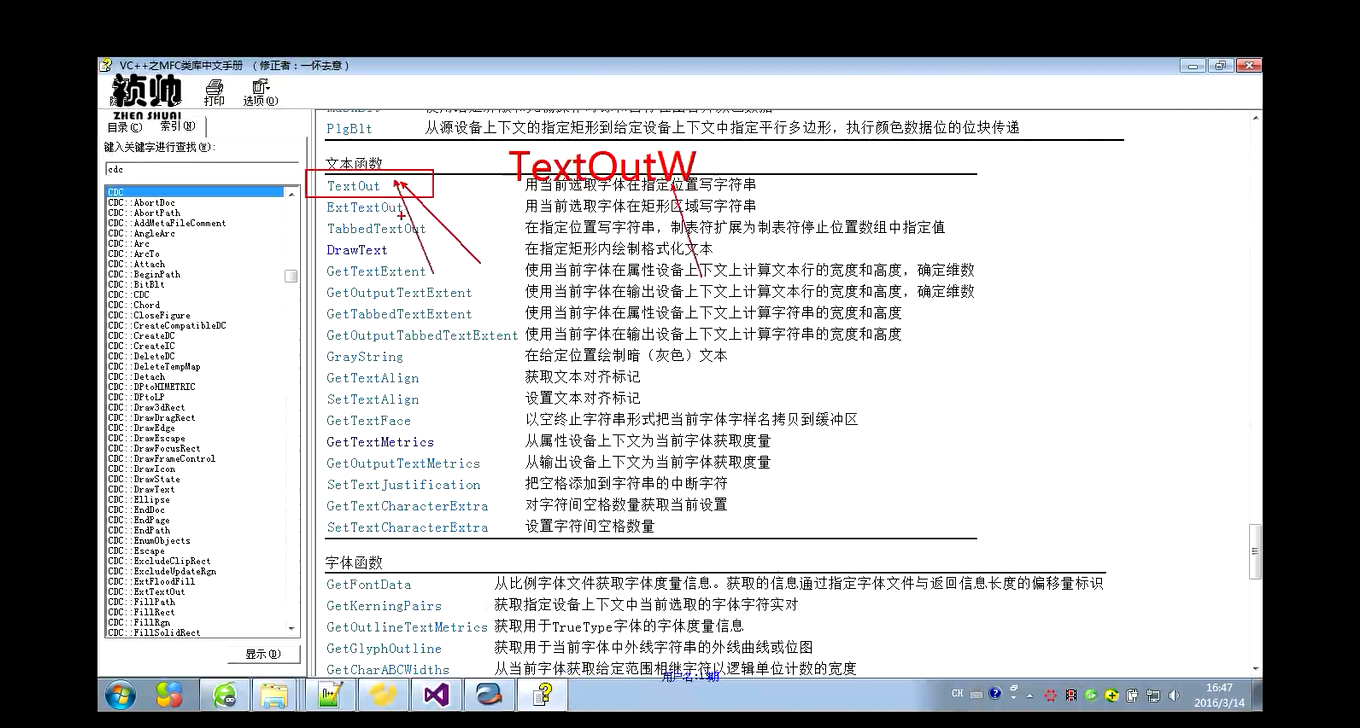 VC++之MFC类库中文手册 （修正者：一怀去意）
祯帅
ZHEN SHUAI
打印
选项(O)
目录(C)
索引(N)
键入关键字进行查找(W):
cdc
CDC
CDC::AbortDoc
CDC::AbortPath
CDC::AddMetaFileComment
CDC::AngleArc
CDC::Arc
CDC::ArcTo
CDC::Attach
CDC::BeginPath
CDC::BitBlt
CDC::CDC
CDC::Chord
CDC::CloseFigure
CDC::CreateCompatibleDC
CDC::CreateDC
CDC::CreateIC
CDC::DeleteDC
CDC::DeleteTempMap
CDC::Detach
CDC::DPtoHIMETRIC
CDC::DPtoLP
CDC::Draw3dRect
CDC::DrawDragRect
CDC::DrawEdge
CDC::DrawEscape
CDC::DrawFocusRect
CDC::DrawFrameControl
CDC::DrawIcon
CDC::DrawState
CDC::DrawText
CDC::Ellipse
CDC::EndDoc
CDC::EndPage
CDC::EndPath
CDC::EnumObjects
CDC::Escape
CDC::ExcludeClipRect
CDC::ExcludeUpdateRgn
CDC::ExtFloodFill
CDC::ExtTextOut
CDC::FillPath
CDC::FillRect
CDC::FillRgn
CDC::FillSolidRect
显示(D)
PlgBlt 从源设备上下文的指定矩形到给定设备上下文中指定平行多边形，执行颜色数据位的位块传递
文本函数
TextOutW
TextOut 用当前选取字体在指定位置写字符串
ExtTextOut 用当前选取字体在矩形区域写字符串
TabbedTextOut 在指定位置写字符串，制表符扩展为制表符停止位置数组中指定值
DrawText 在指定矩形内绘制格式化文本
GetTextExtent 使用当前字体在属性设备上下文上计算文本行的宽度和高度，确定维数
GetOutputTextExtent 使用当前字体在输出设备上下文上计算文本行的宽度和高度，确定维数
GetTabbedTextExtent 使用当前字体在属性设备上下文上计算字符串的宽度和高度
GetOutputTabbedTextExtent 使用当前字体在输出设备上下文上计算字符串的宽度和高度
GrayString 在给定位置绘制暗（灰色）文本
GetTextAlign 获取文本对齐标记
SetTextAlign 设置文本对齐标记
GetTextFace 以空终止字符串形式把当前字体字样名拷贝到缓冲区
GetTextMetrics 从属性设备上下文为当前字体获取度量
GetOutputTextMetrics 从输出设备上下文为当前字体获取度量
SetTextJustification 把空格添加到字符串的中断字符
GetTextCharacterExtra 对字符间空格数量获取当前设置
SetTextCharacterExtra 设置字符间空格数量
字体函数
GetFontData 从比例字体文件获取字体度量信息。获取的信息通过指定字体文件与返回信息长度的偏移量标识
GetKerningPairs 获取指定设备上下文中当前选取的字体字符实对
GetOutlineTextMetrics 获取用于TrueType字体的字体度量信息
GetGlyphOutline 获取用于当前字体中外线字符串的外线曲线或位图
GetCharABCWidths 从当前字体获取给定范围相继字符以逻辑单位计数的宽度
CH
16:47
2016/3/14